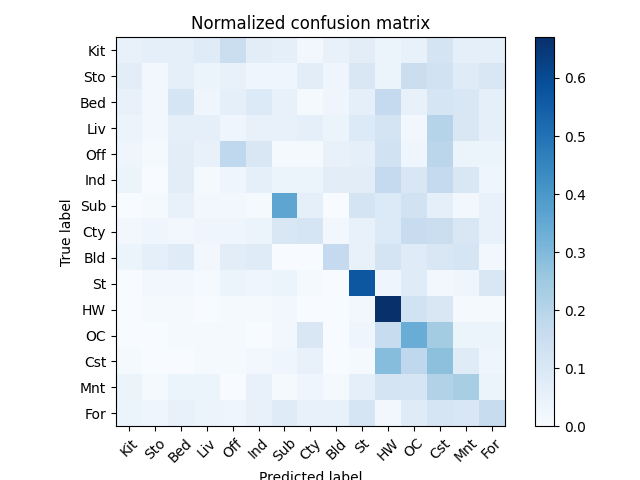 Normalized confusion matrix
True label
Kit
Sto
Bed
Liv
Off
Ind
Sub
Cty
Bld
St
HW
OC
Cst
Mnt
For
Kit Sto Bed Liv Off Ind Sub Cty Bld St HW OC Cst Mnt For
Predicted label
0.6
0.5
0.4
0.3
0.2
0.1
0.0